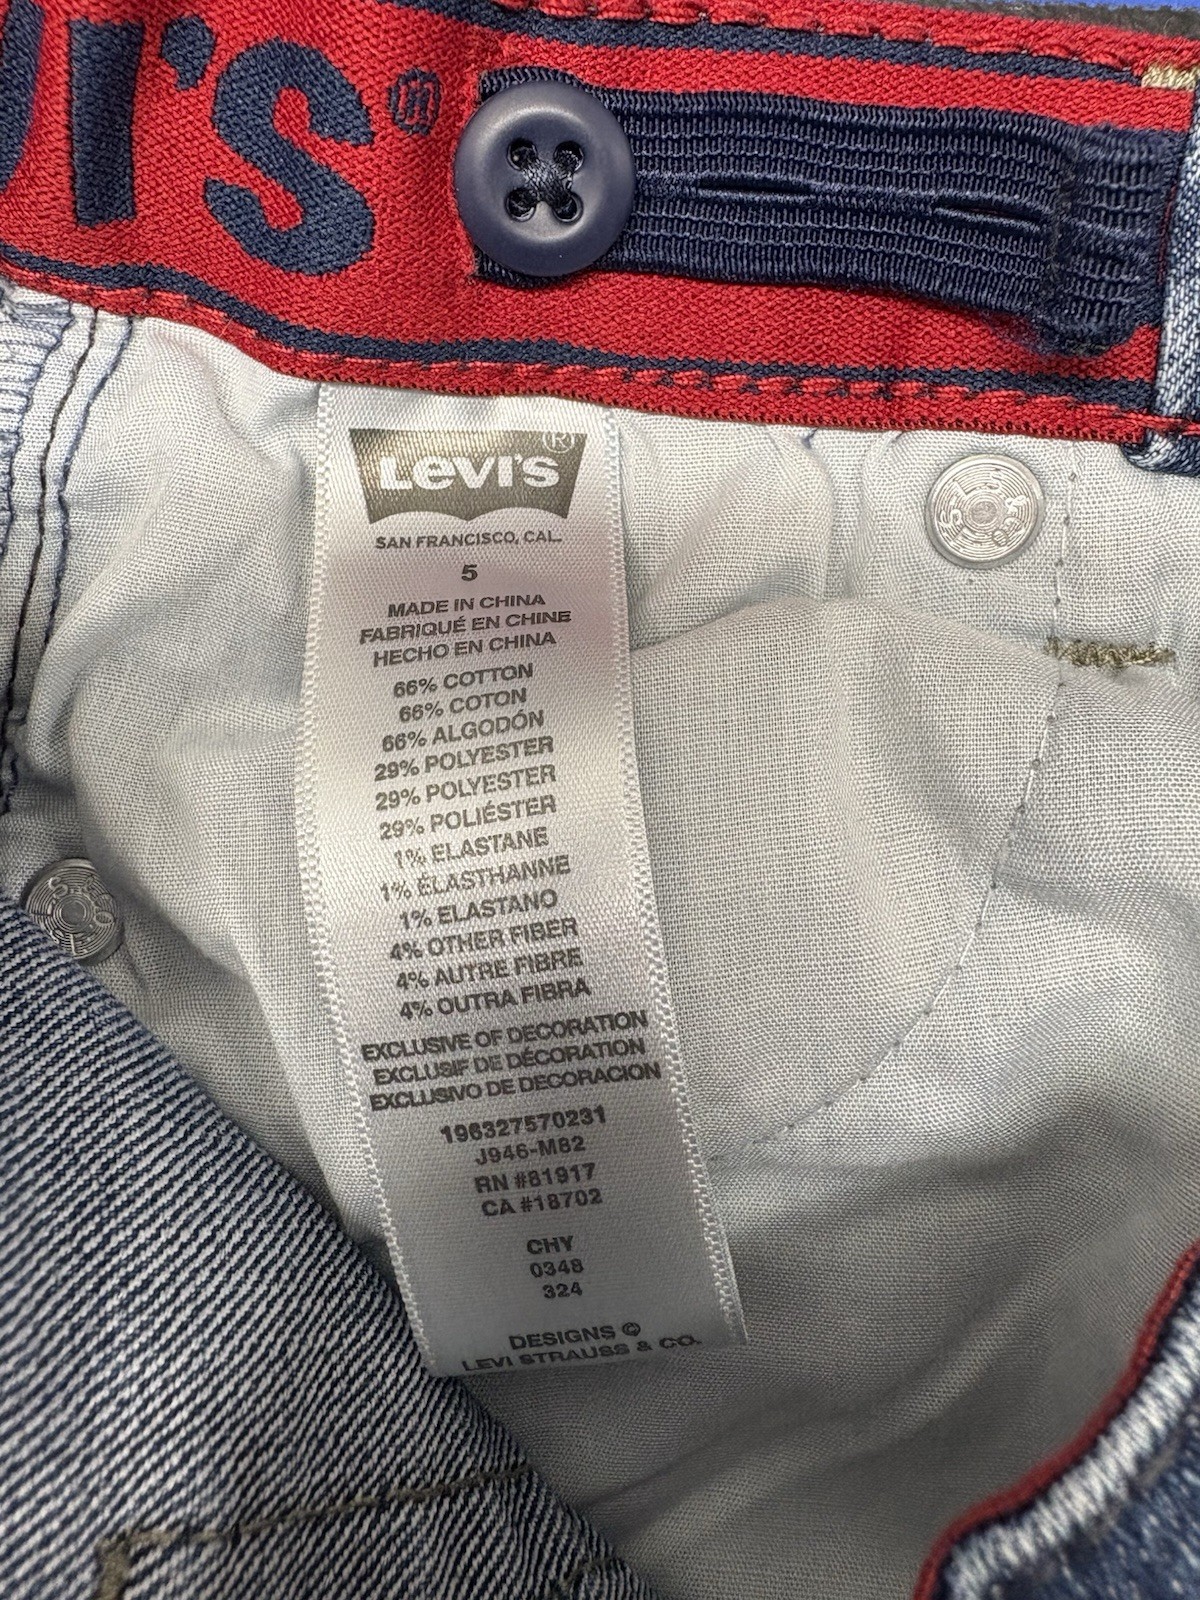 I's®
LEVI'S®
SAN FRANCISCO, CAL.
5
MADE IN CHINA
FABRIQUÉ EN CHINE
HECHO EN CHINA
66% COTTON
66% COTON
66% ALGODÓN
29% POLYESTER
29% POLYESTER
29% POLIÉSTER
1% ELASTANE
1% ÉLASTHANNE
1% ELASTANO
4% OTHER FIBER
4% AUTRE FIBRE
4% OUTRA FIBRA
EXCLUSIVE OF DECORATION
EXCLUSIF DE DÉCORATION
EXCLUSIVO DE DECORACION
196327570231
J946-M82
RN #81917
CA #18702
CHY
0348
324
DESIGNS ©
LEVI STRAUSS & CO.